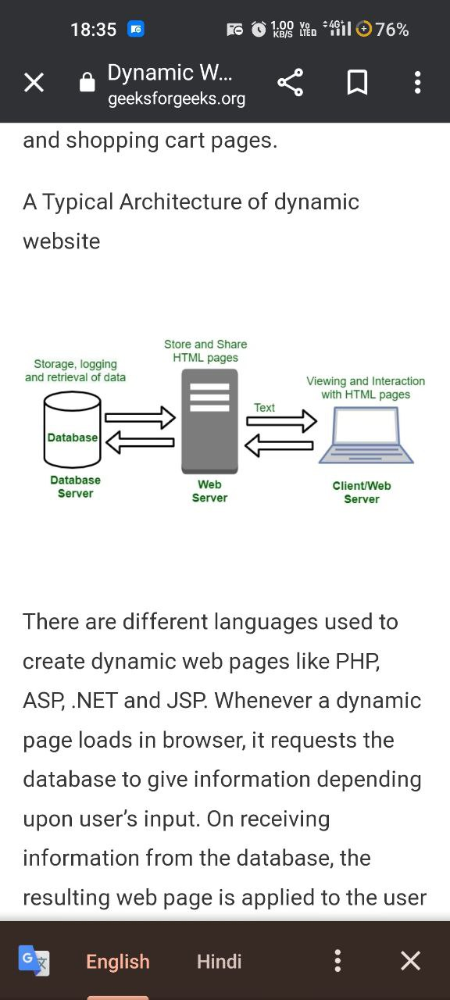 18:35
1.00
KB/S
Vo
LTED
4G+
76%
Dynamic W...
geeksforgeeks.org
and shopping cart pages.
A Typical Architecture of dynamic
website
Storage, logging
and retrieval of data
Database
Database
Server
Store and Share
HTML pages
Web
Server
Text
Viewing and Interaction
with HTML pages
Client/Web
Server
There are different languages used to
create dynamic web pages like PHP,
ASP, .NET and JSP. Whenever a dynamic
page loads in browser, it requests the
database to give information depending
upon user’s input. On receiving
information from the database, the
resulting web page is applied to the user
G 文
English
Hindi